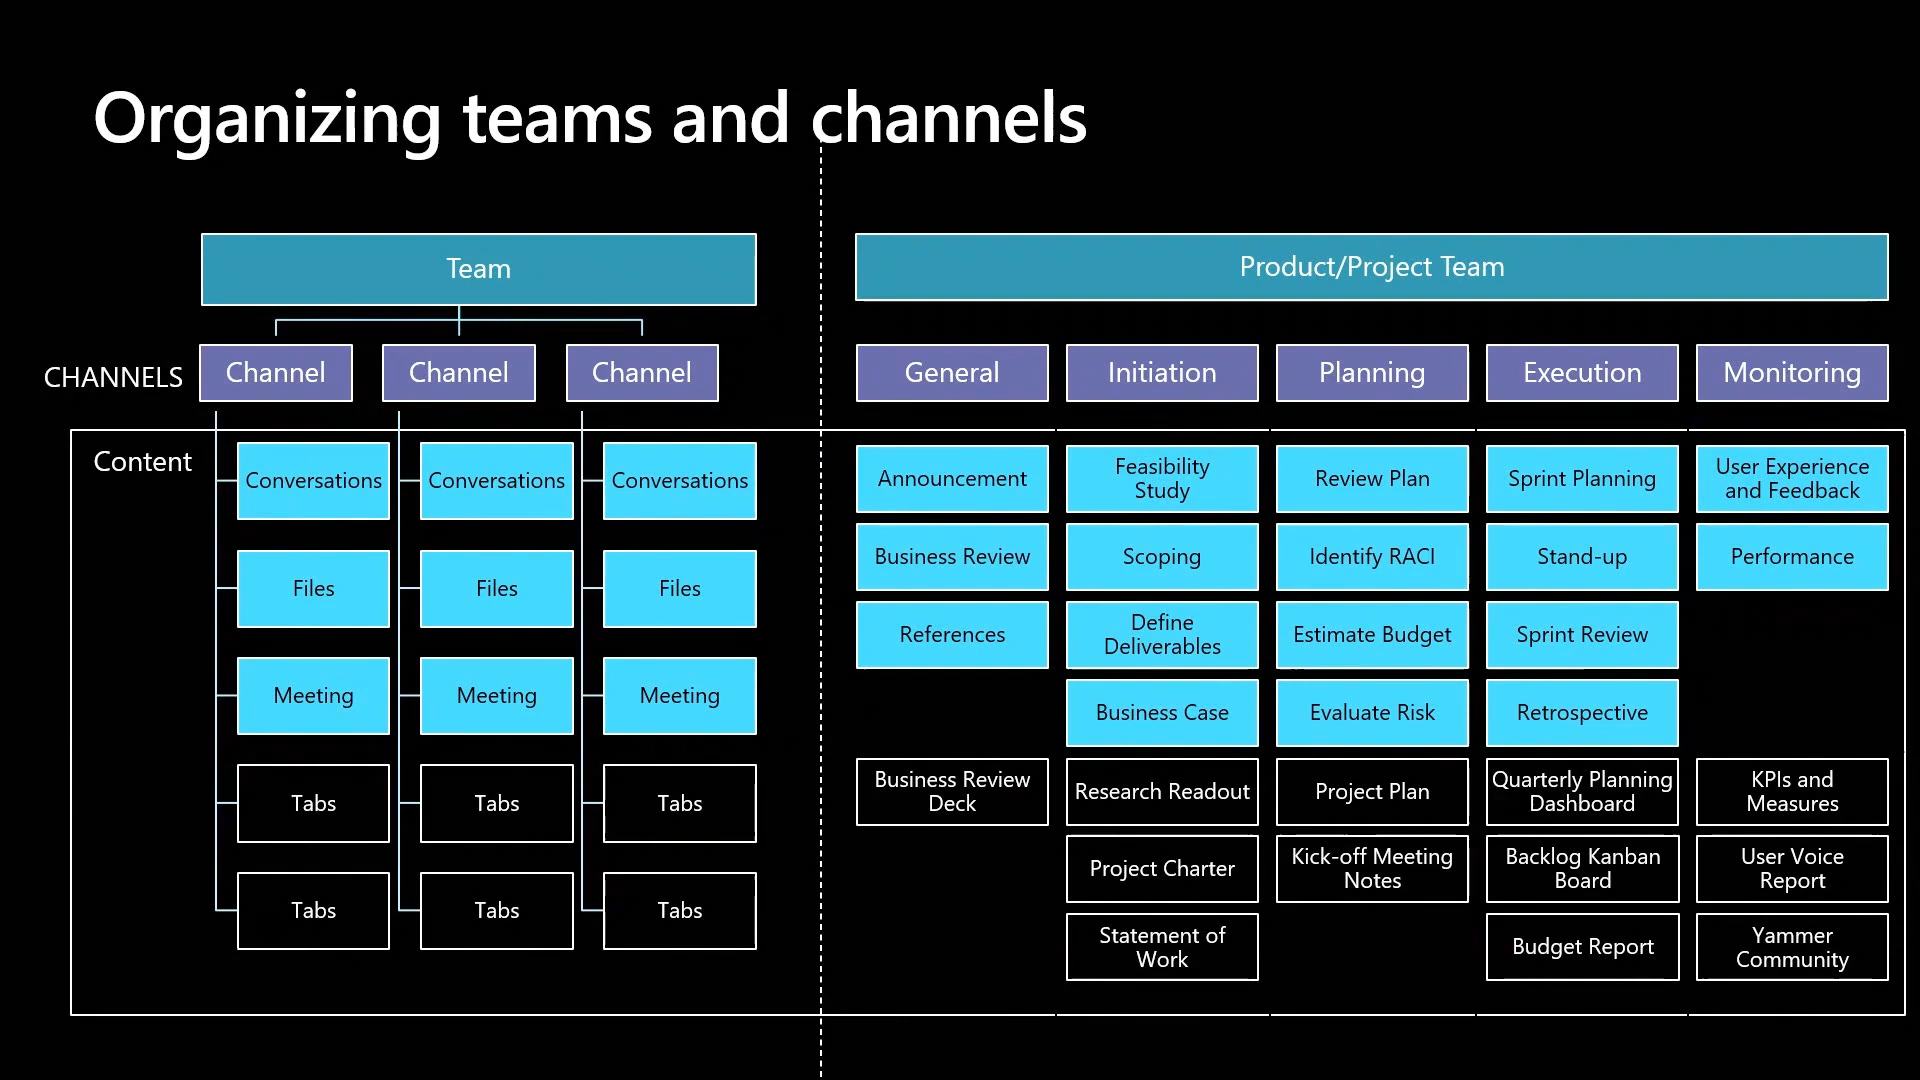 Organizing teams and channels
Team
Product/Project Team
CHANNELS
Channel
Channel
Channel
General
Initiation
Planning
Execution
Monitoring
Content
Conversations
Conversations
Conversations
Files
Files
Files
Meeting
Meeting
Meeting
Tabs
Tabs
Tabs
Tabs
Tabs
Tabs
Announcement
Business Review
References
Business Review
Deck
Feasibility
Study
Scoping
Define
Deliverables
Business Case
Research Readout
Project Charter
Statement of
Work
Review Plan
Identify RACI
Estimate Budget
Evaluate Risk
Project Plan
Kick-off Meeting
Notes
Sprint Planning
Stand-up
Sprint Review
Retrospective
Quarterly Planning
Dashboard
Backlog Kanban
Board
Budget Report
User Experience
and Feedback
Performance
KPIs and
Measures
User Voice
Report
Yammer
Community